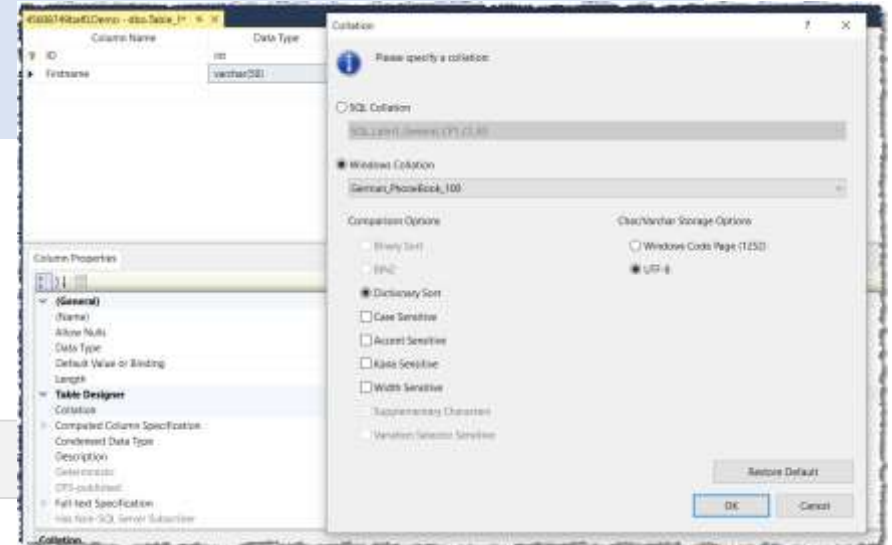 Column Name Data Type
ID int
Firstname varchar(50)
Column Properties
(General)
(Name)
Allow Nulls
Data Type
Default Value or Binding
Length
Table Designer
Collation
Computed Column Specification
Condensed Data Type
Description
Deterministic
DTS-published
Full-text Specification
Has Non-SQL Server Subscriber
Collation
Collation
Please specify a collation:
SQL Collation
Windows Collation
German_PhoneBook_100
Comparison Options
Binary Sort
Dictionary Sort
Case Sensitive
Accent Sensitive
Kana Sensitive
Width Sensitive
Supplementary Characters
Variation Selector Sensitive
Char/Varchar Storage Options
Windows Code Page (1252)
UTF-8
Restore Default
OK Cancel